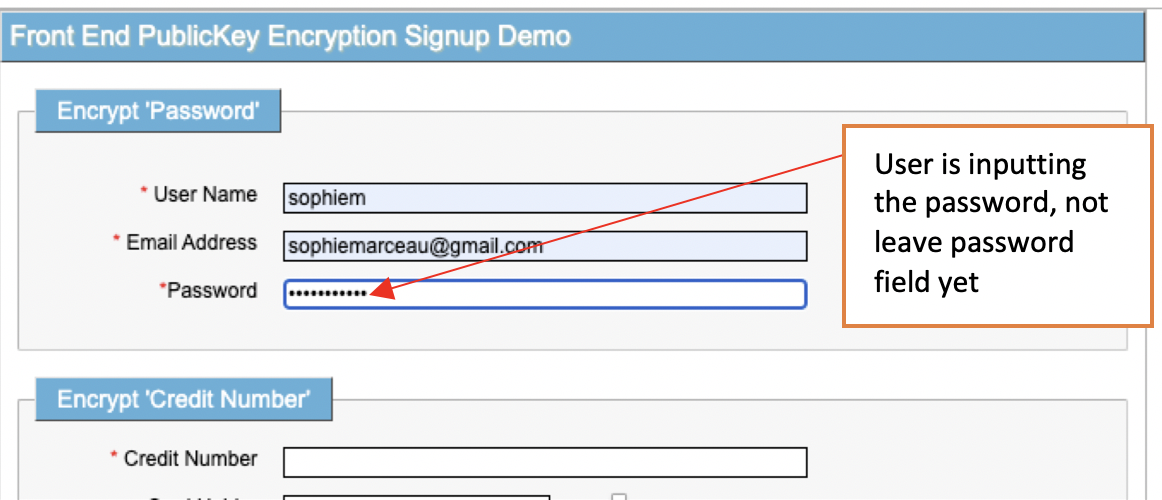 Front End PublicKey Encryption Signup Demo
Encrypt 'Password'
* User Name
sophiem
* Email Address
sophiemarceau@gmail.com
*Password
•••••••••••
User is inputting
the password, not
leave password
field yet
Encrypt 'Credit Number'
* Credit Number